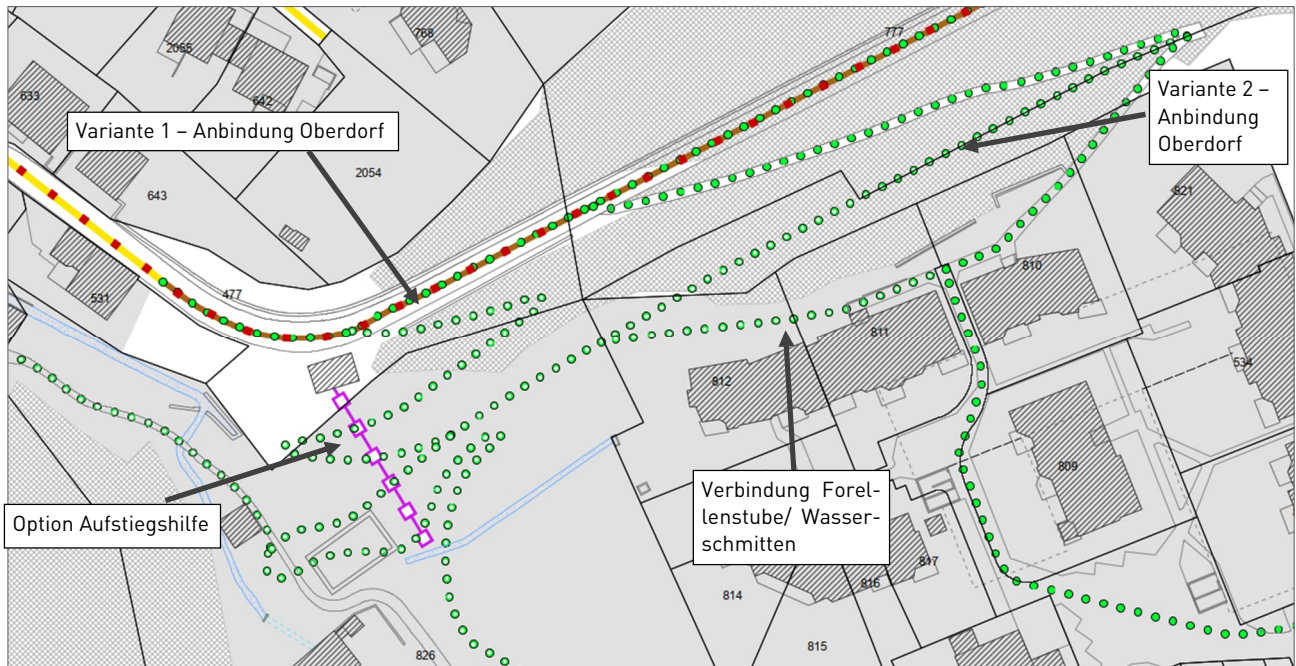 777
768
2055
633
642
Variante 1 – Anbindung Oberdorf
Variante 2 –
Anbindung
Oberdorf
2054
643
821
477
531
810
811
812
534
809
Option Aufstiegshilfe
Verbindung Forel-
lenstube/ Wasser-
schmitten
817
816
814
815
826